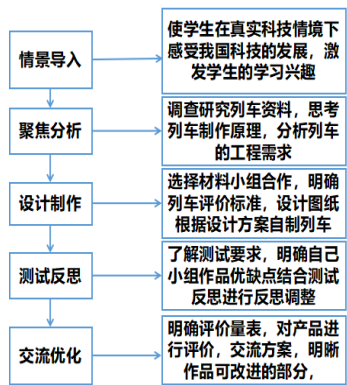 情景导入
使学生在真实科技情境下
感受我国科技的发展，激
发学生的学习兴趣
聚焦分析
调查研究列车资料，思考
列车制作原理，分析列车
的工程需求
设计制作
选择材料小组合作，明确
列车评价标准，设计图纸
根据设计方案自制列车
测试反思
了解测试要求，明确自己
小组作品优缺点结合测试
反思进行反思调整
交流优化
明确评价量表，对产品进
行评价，交流方案，明晰
作品可改进的部分，